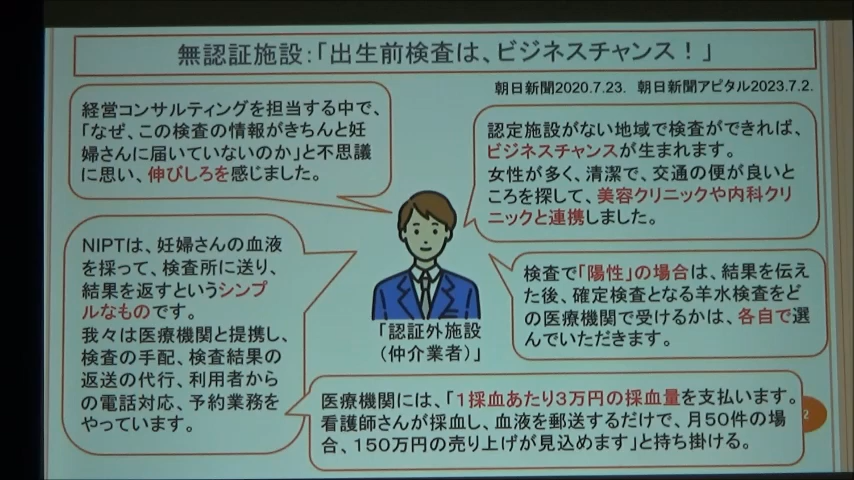 無認証施設：「出生前検査は、ビジネスチャンス！」
朝日新聞2020.7.23. 朝日新聞アピタル2023.7.2.
経営コンサルティングを担当する中で、
「なぜ、この検査の情報がきちんと妊
婦さんに届いていないのか」と不思議
に思い、伸びしろを感じました。
認定施設がない地域で検査ができれば、
ビジネスチャンスが生まれます。
女性が多く、清潔で、交通の便が良いと
ころを探して、美容クリニックや内科クリ
ニックと連携しました。
NIPTは、妊婦さんの血液
を採って、検査所に送り、
結果を返すというシンプ
ルなものです。
我々は医療機関と提携し、
検査の手配、検査結果の
返送の代行、利用者から
の電話対応、予約業務を
やっています。
検査で「陽性」の場合は、結果を伝え
た後、確定検査となる羊水検査をど
の医療機関で受けるかは、各自で選
んでいただきます。
「認証外施設
（仲介業者）」
医療機関には、「１採血あたり３万円の採血量を支払います。
看護師さんが採血し、血液を郵送するだけで、月５０件の場
合、１５０万円の売り上げが見込めます」と持ち掛ける。
2